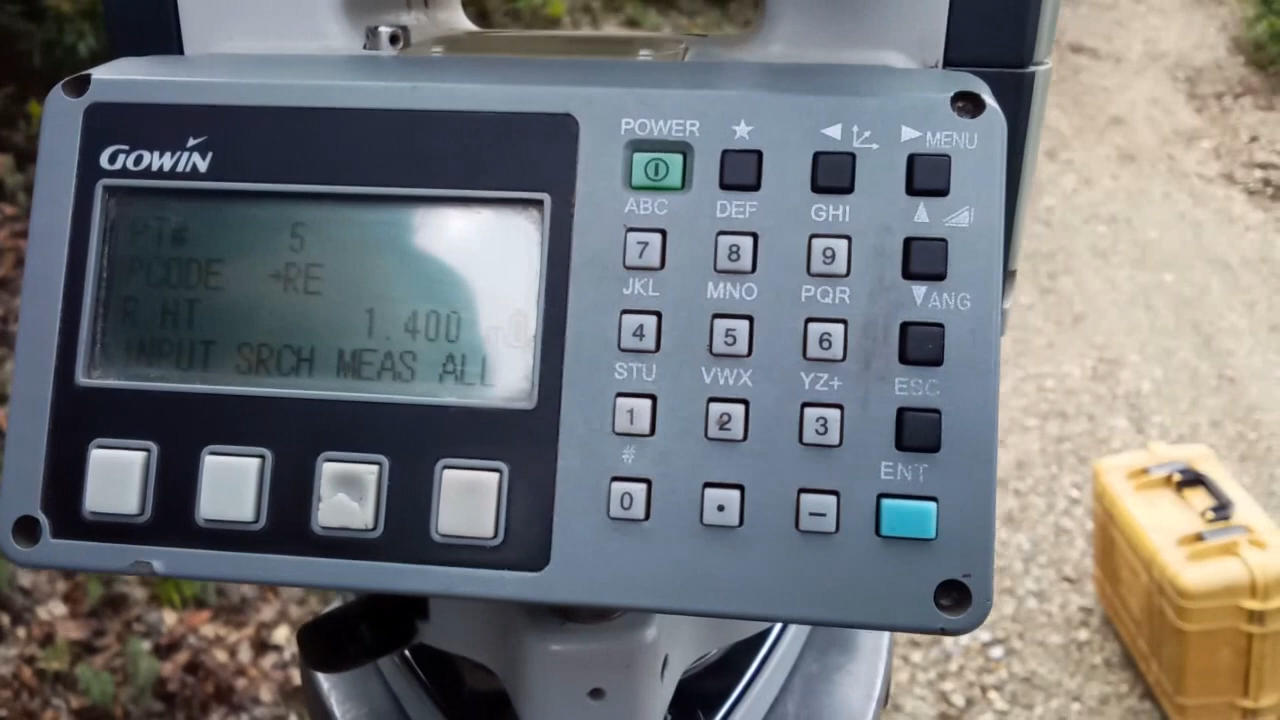 GOWIN
PT# 5
PCODE →RE
R HT 1.400
INPUT SRCH MEAS ALL
POWER ★ ◀ ▶ MENU
ABC DEF GHI ▲
7 8 9
JKL MNO PQR ▼ ANG
4 5 6
STU VWX YZ+ ESC
1 2 3
# ENT
0 • −